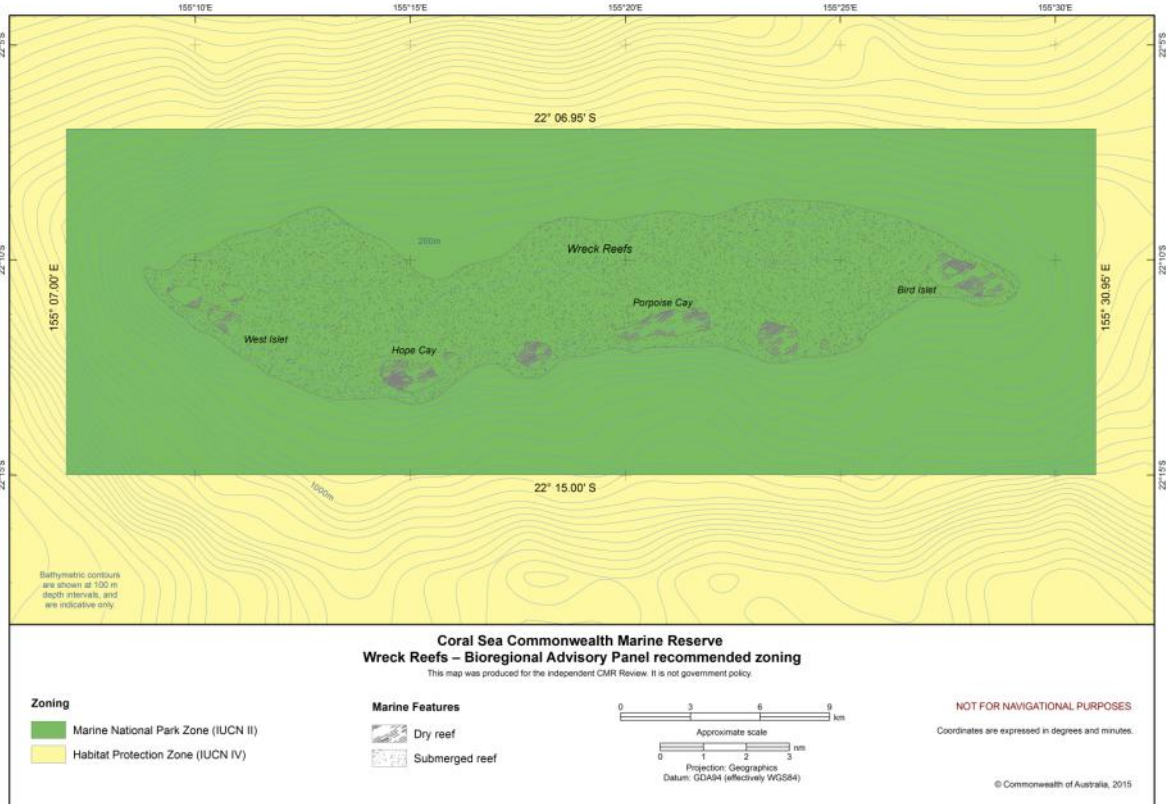 155°10'E 155°15'E 155°20'E 155°25'E 155°30'E
22°5'S 22°5'S
22° 06.95' S
200m
Wreck Reefs
22°10'S 22°10'S
155° 07.00' E
155° 30.95' E
Bird Islet
Porpoise Cay
West Islet
Hope Cay
22°15'S 22°15'S
22° 15.00' S
1000m
Bathymetric contours
are shown at 100 m
depth intervals, and
are indicative only
Coral Sea Commonwealth Marine Reserve
Wreck Reefs – Bioregional Advisory Panel recommended zoning
This map was produced for the independent CMR Review. It is not government policy.
Zoning
Marine National Park Zone (IUCN II)
Habitat Protection Zone (IUCN IV)
Marine Features
Dry reef
Submerged reef
0 3 6 9
km
Approximate scale
nm
0 1 2 3
Projection: Geographics
Datum: GDA94 (effectively WGS84)
NOT FOR NAVIGATIONAL PURPOSES
Coordinates are expressed in degrees and minutes.
© Commonwealth of Australia, 2015